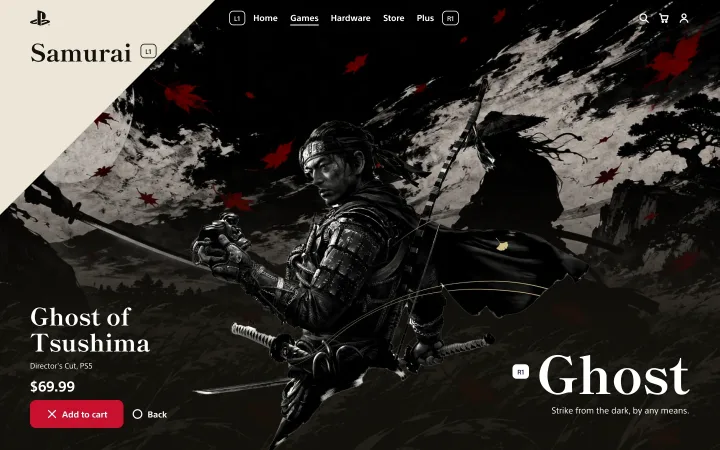 L1 Home Games Hardware Store Plus R1
Samurai L1
Ghost of
Tsushima
Director's Cut, PS5
$69.99
Add to cart Back
R1 Ghost
Strike from the dark, by any means.